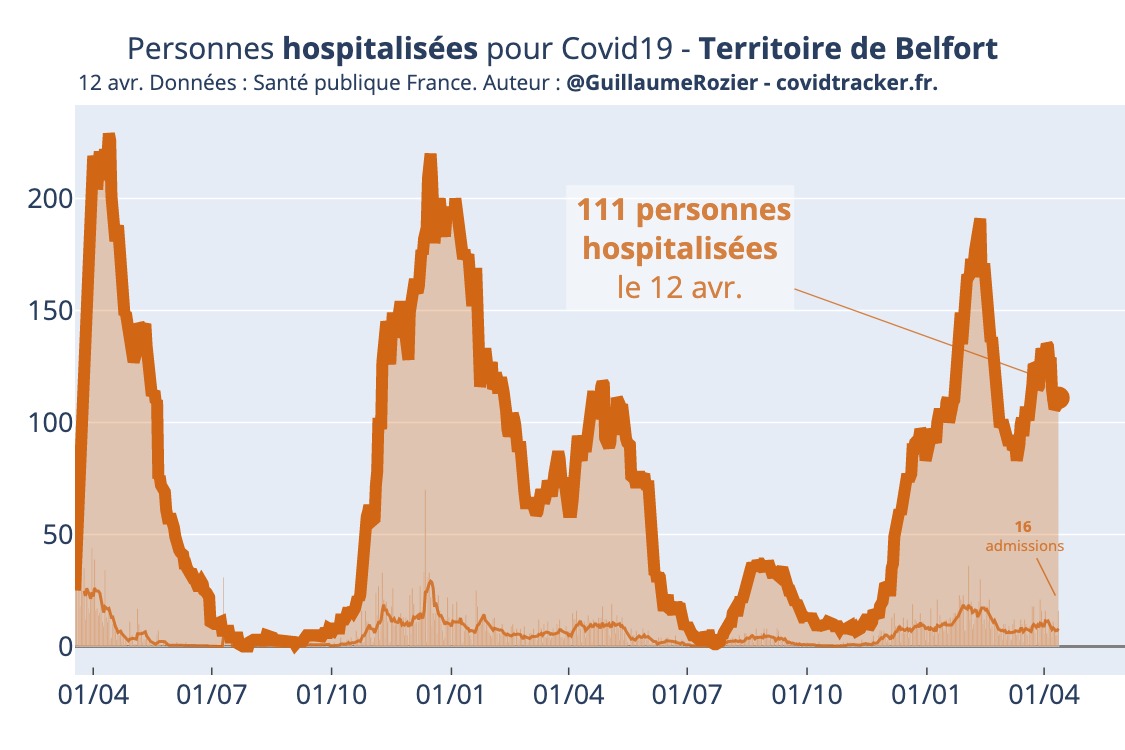 Personnes hospitalisées pour Covid19 - Territoire de Belfort
12 avr. Données : Santé publique France. Auteur : @GuillaumeRozier - covidtracker.fr.
200
150
100
50
0
111 personnes
hospitalisées
le 12 avr.
16
admissions
01/04 01/07 01/10 01/01 01/04 01/07 01/10 01/01 01/04